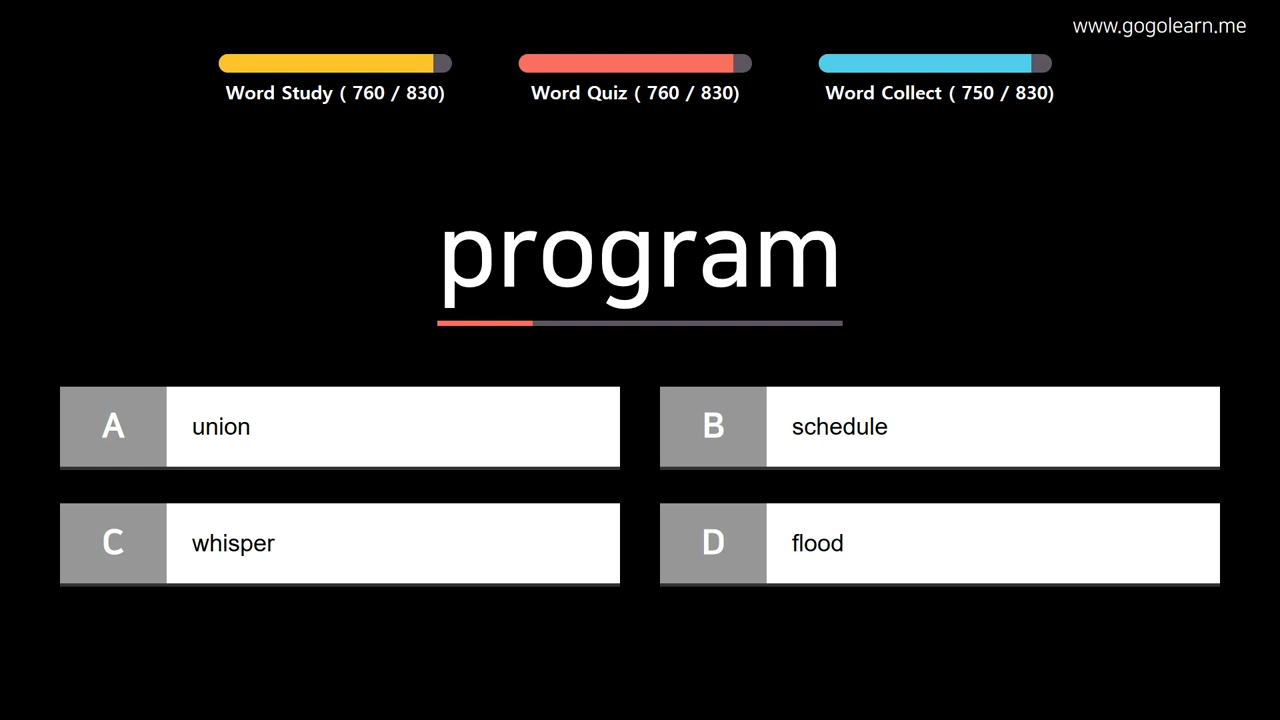 www.gogolearn.me
Word Study ( 760 / 830)
Word Quiz ( 760 / 830)
Word Collect ( 750 / 830)
program
A union
B schedule
C whisper
D flood